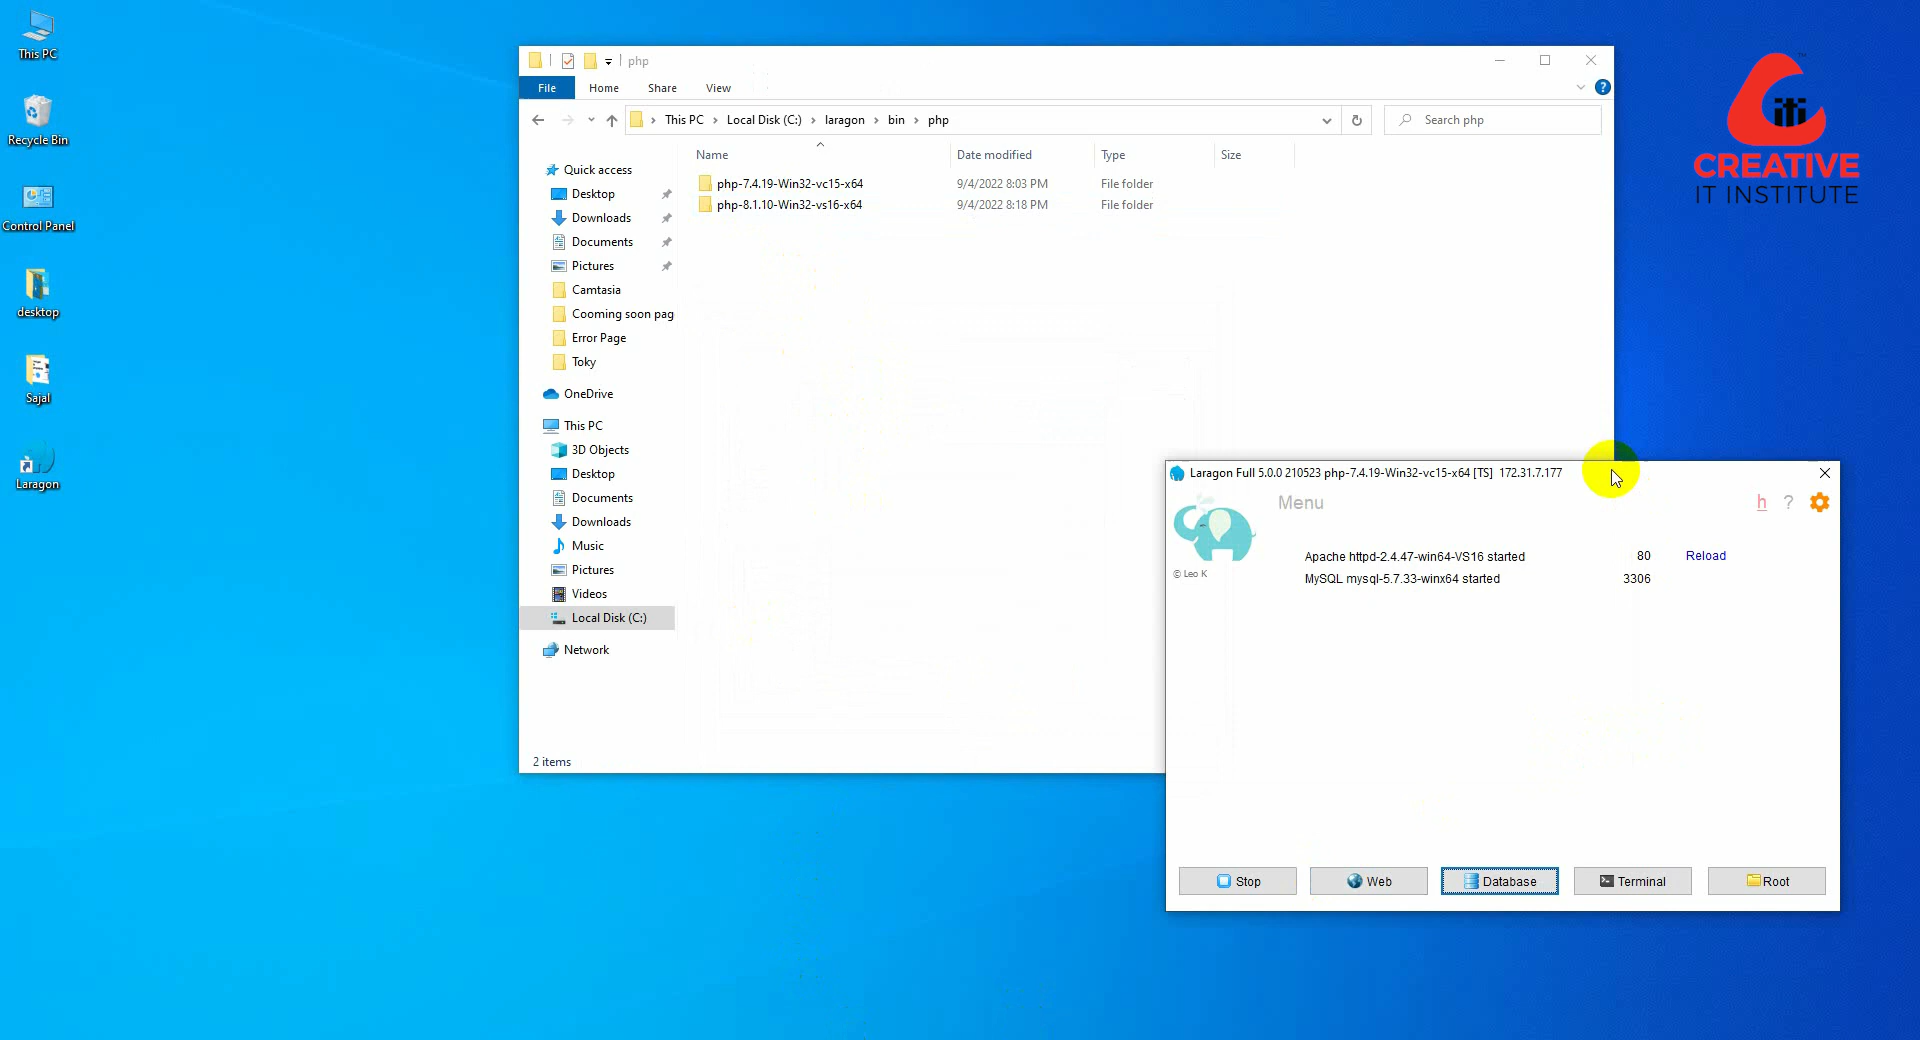 This PC
Recycle Bin
Control Panel
desktop
Sajal
Laragon
php
File Home Share View
This PC Local Disk (C:) laragon bin php
Search php
Name Date modified Type Size
php-7.4.19-Win32-vc15-x64 9/4/2022 8:03 PM File folder
php-8.1.10-Win32-vs16-x64 9/4/2022 8:18 PM File folder
Quick access
Desktop
Downloads
Documents
Pictures
Camtasia
Cooming soon pag
Error Page
Toky
OneDrive
This PC
3D Objects
Desktop
Documents
Downloads
Music
Pictures
Videos
Local Disk (C:)
Network
2 items
Laragon Full 5.0.0 210523 php-7.4.19-Win32-vc15-x64 [TS] 172.31.7.177
Menu
h ?
© Leo K
Apache httpd-2.4.47-win64-VS16 started 80 Reload
MySQL mysql-5.7.33-winx64 started 3306
Stop Web Database Terminal Root
iti
CREATIVE
IT INSTITUTE